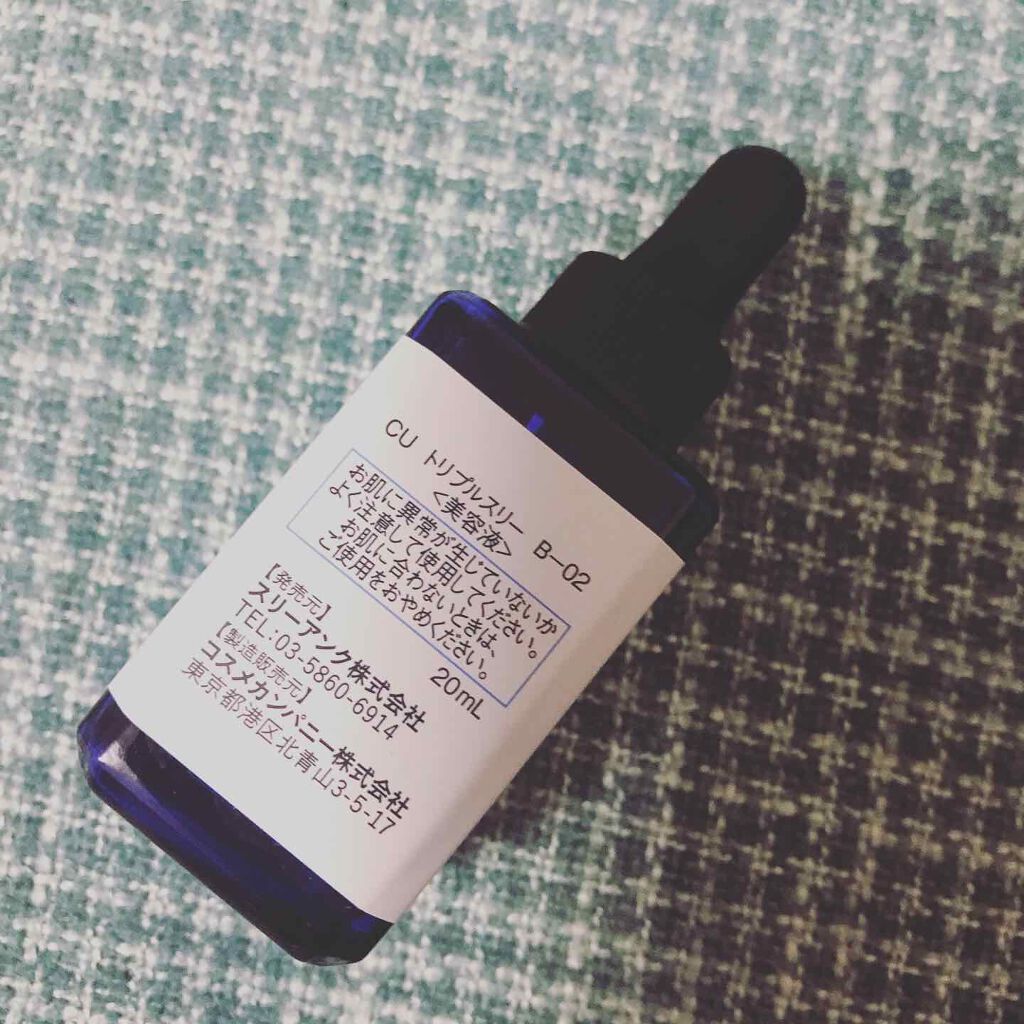 CU トリプルスリー B-02
<美容液>
お肌に異常が生じていないか
よく注意して使用してください。
お肌に合わないときは、
ご使用をおやめください。
20mL
【発売元】
スリーアンク株式会社
TEL:03-5860-6914
【製造販売元】
コスメカンパニー株式会社
東京都港区北青山3-5-17